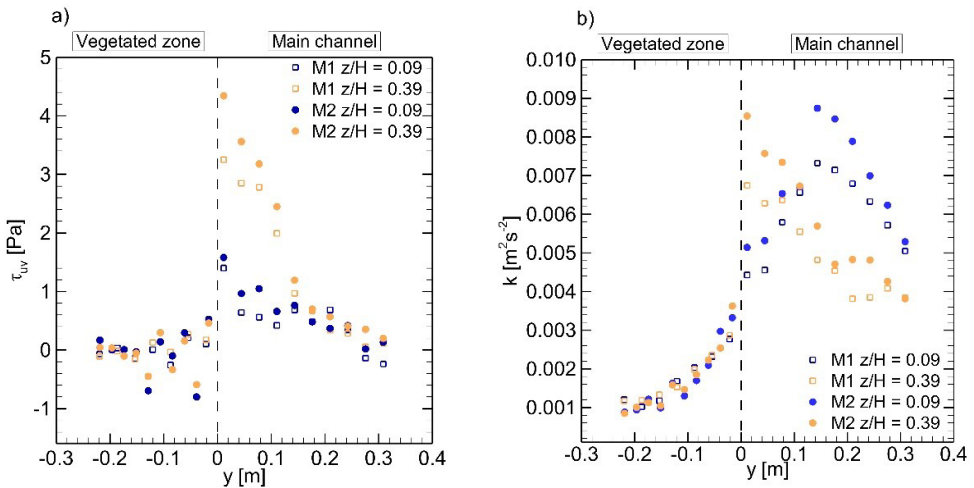 a)
Vegetated zone
Main channel
5
4
3
2
1
0
-1
τuv [Pa]
M1 z/H = 0.09
M1 z/H = 0.39
M2 z/H = 0.09
M2 z/H = 0.39
-0.3
-0.2
-0.1
0
0.1
0.2
0.3
0.4
y [m]
b)
Vegetated zone
Main channel
0.009
0.008
0.007
0.006
0.005
0.004
0.003
0.002
0.001
k [m²s⁻²]
M1 z/H = 0.09
M1 z/H = 0.39
M2 z/H = 0.09
M2 z/H = 0.39
-0.3
-0.2
-0.1
0
0.1
0.2
0.3
0.4
y [m]